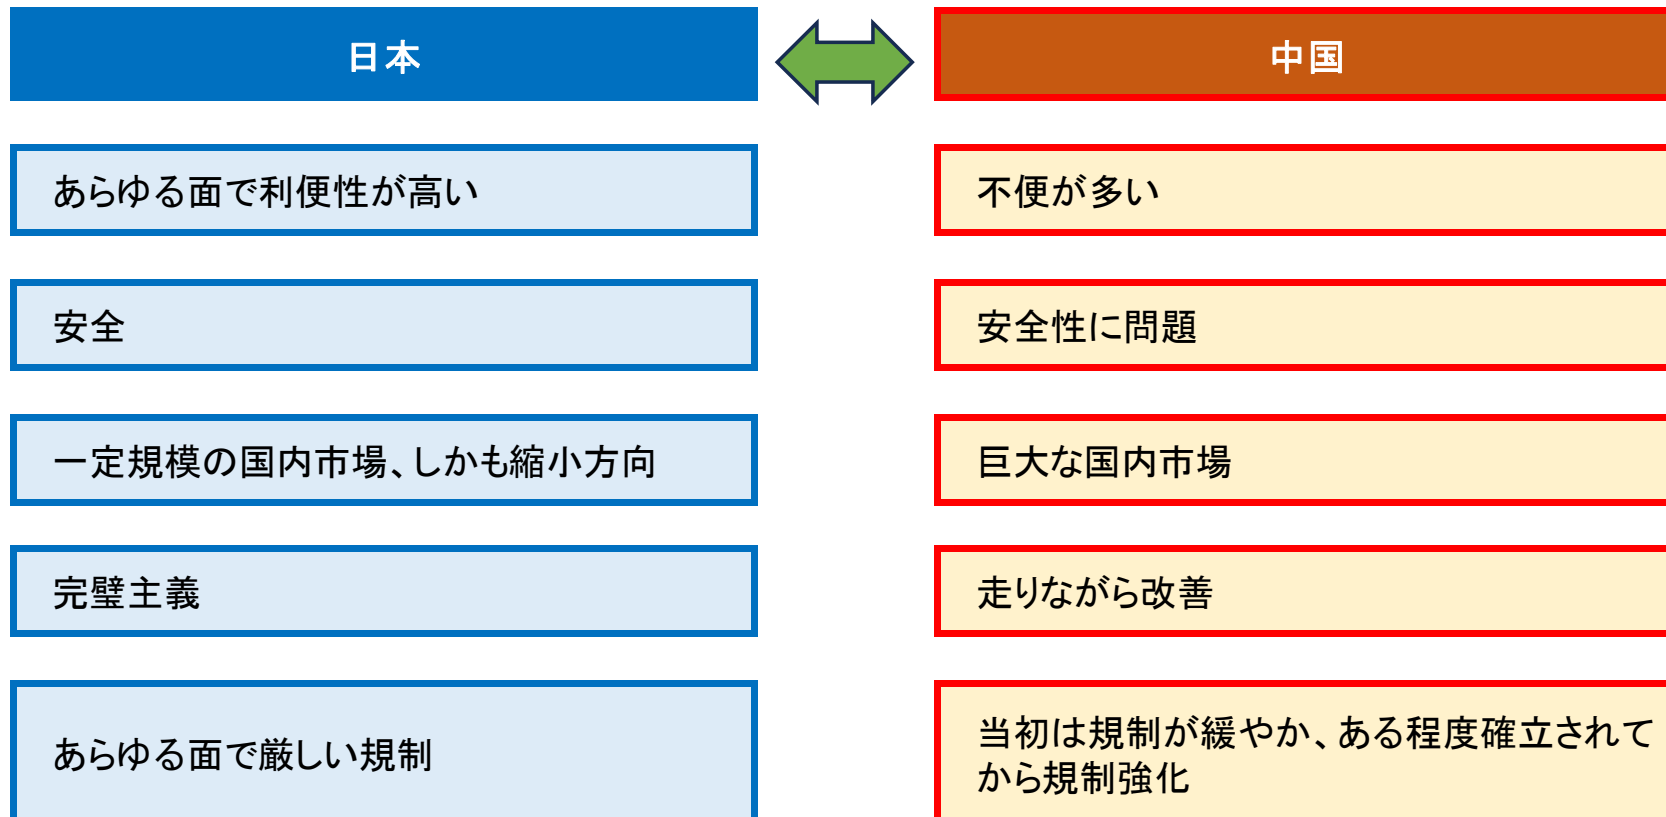 日本
中国
あらゆる面で利便性が高い
不便が多い
安全
安全性に問題
一定規模の国内市場、しかも縮小方向
巨大な国内市場
完璧主義
走りながら改善
あらゆる面で厳しい規制
当初は規制が緩やか、ある程度確立されて
から規制強化